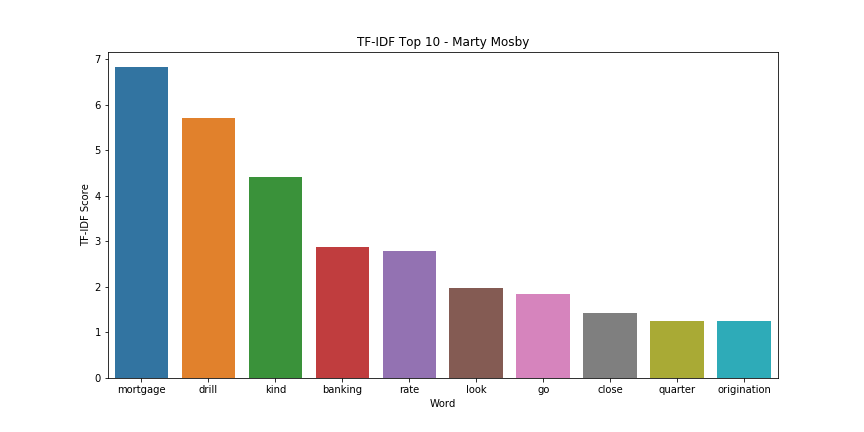 TF-IDF Top 10 - Marty Mosby
7
6
5
4
3
2
1
0
TF-IDF Score
mortgage drill kind banking rate look go close quarter origination
Word